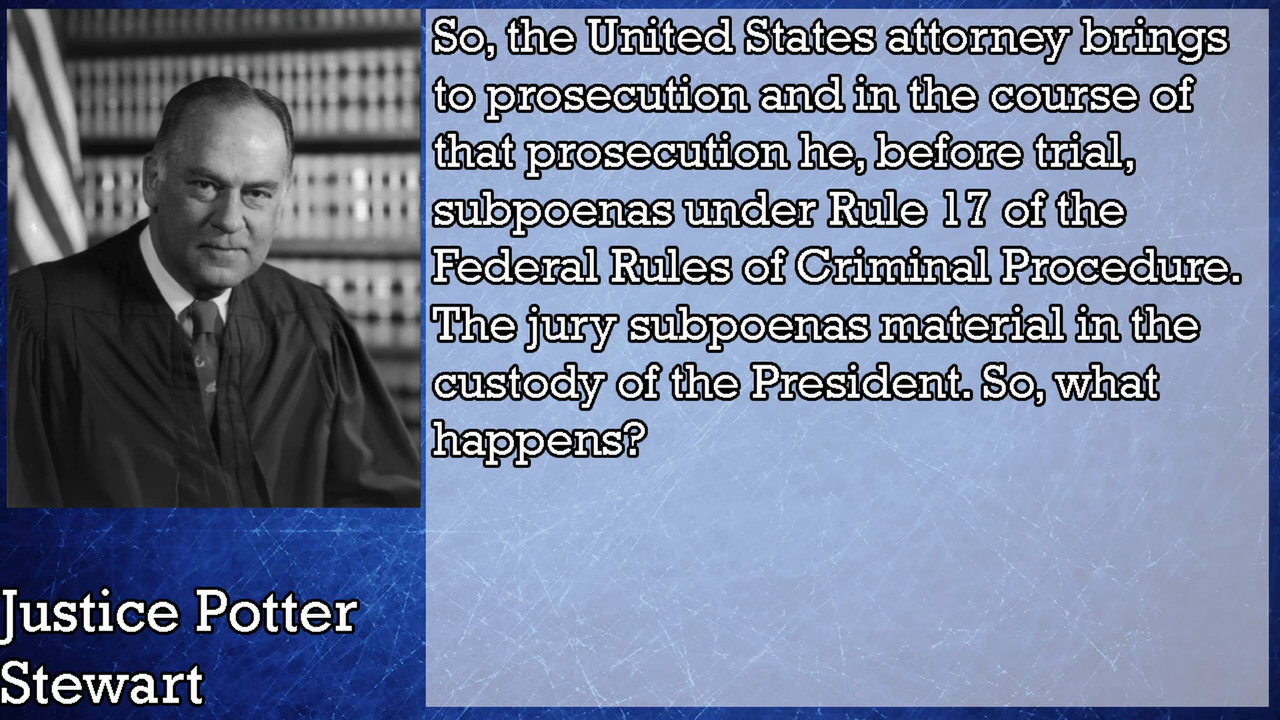 So, the United States attorney brings
to prosecution and in the course of
that prosecution he, before trial,
subpoenas under Rule 17 of the
Federal Rules of Criminal Procedure.
The jury subpoenas material in the
custody of the President. So, what
happens?
Justice Potter
Stewart